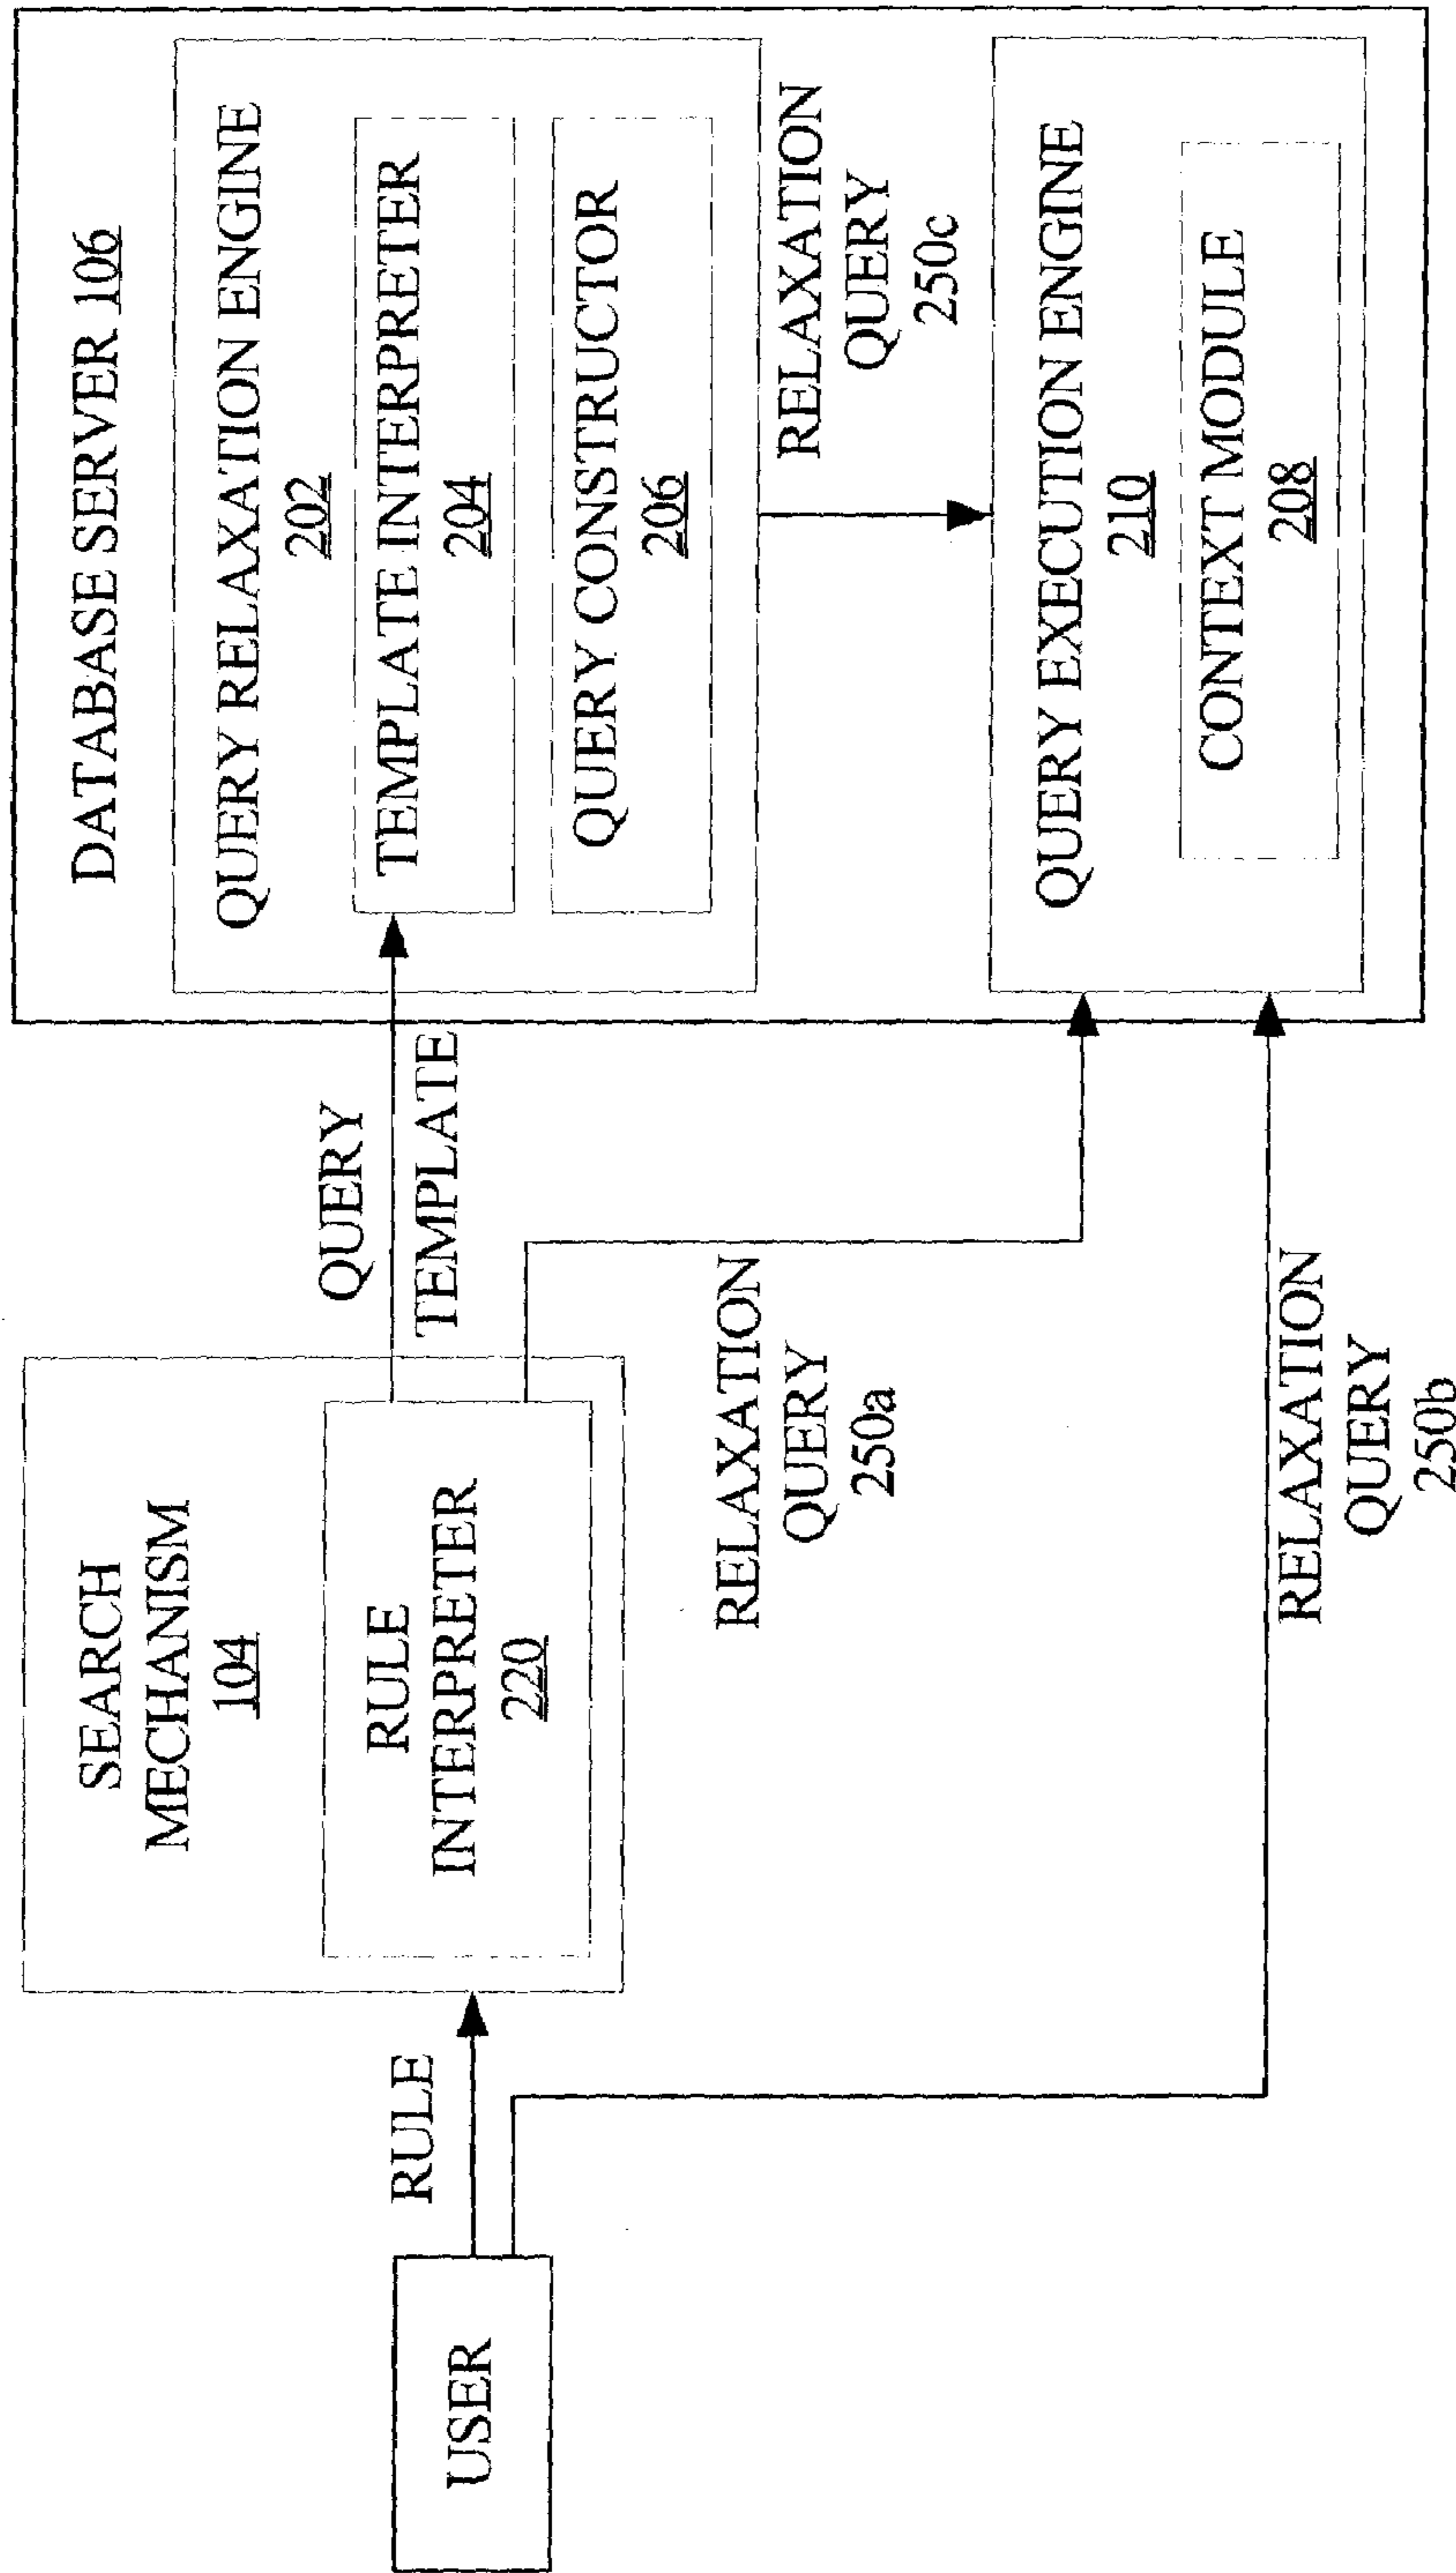 USER
RULE
SEARCH
MECHANISM
104
RULE
INTERPRETER
220
QUERY
TEMPLATE
RELAXATION
QUERY
250a
RELAXATION
QUERY
250b
DATABASE SERVER 106
QUERY RELAXATION ENGINE
202
TEMPLATE INTERPRETER
204
QUERY CONSTRUCTOR
206
RELAXATION
QUERY
250c
QUERY EXECUTION ENGINE
210
CONTEXT MODULE
208